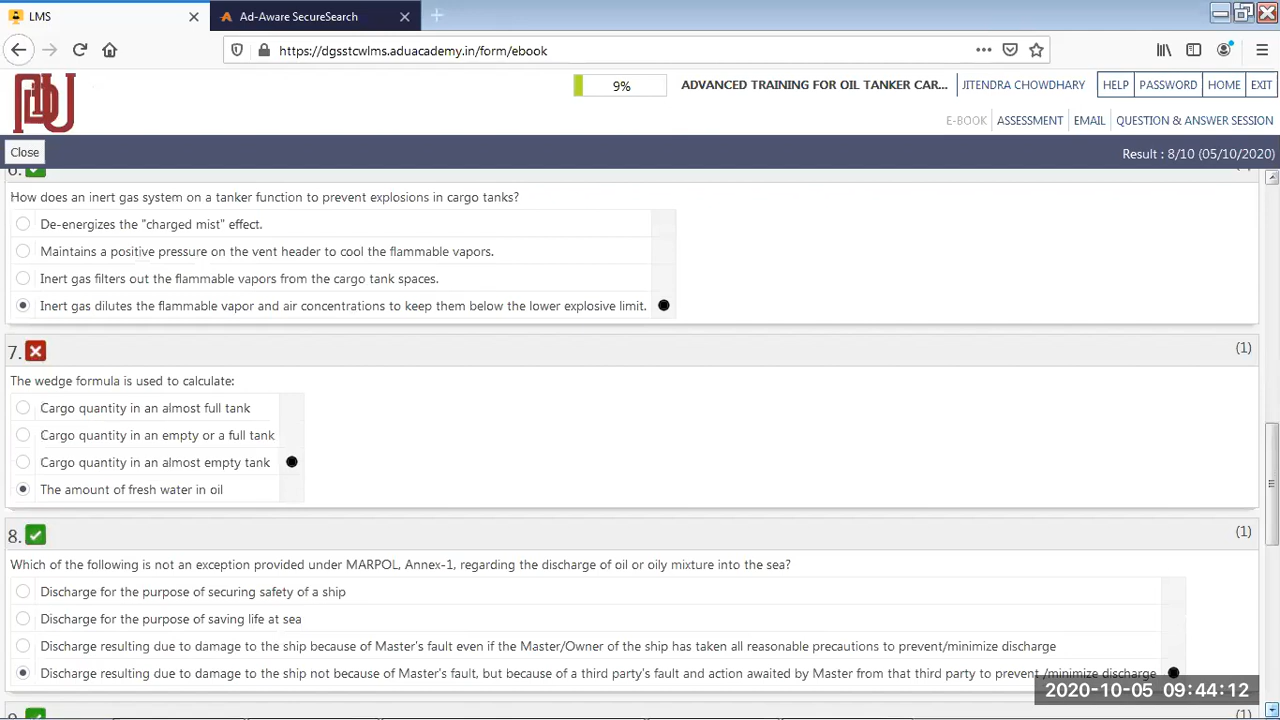 LMS
Ad-Aware SecureSearch
https://dgsstcwlms.aduacademy.in/form/ebook
9%
ADVANCED TRAINING FOR OIL TANKER CAR...
JITENDRA CHOWDHARY
HELP
PASSWORD
HOME
EXIT
E-BOOK
ASSESSMENT
EMAIL
QUESTION & ANSWER SESSION
Close
Result : 8/10 (05/10/2020)
6.
How does an inert gas system on a tanker function to prevent explosions in cargo tanks?
De-energizes the "charged mist" effect.
Maintains a positive pressure on the vent header to cool the flammable vapors.
Inert gas filters out the flammable vapors from the cargo tank spaces.
Inert gas dilutes the flammable vapor and air concentrations to keep them below the lower explosive limit.
7.
(1)
The wedge formula is used to calculate:
Cargo quantity in an almost full tank
Cargo quantity in an empty or a full tank
Cargo quantity in an almost empty tank
The amount of fresh water in oil
8.
(1)
Which of the following is not an exception provided under MARPOL, Annex-1, regarding the discharge of oil or oily mixture into the sea?
Discharge for the purpose of securing safety of a ship
Discharge for the purpose of saving life at sea
Discharge resulting due to damage to the ship because of Master's fault even if the Master/Owner of the ship has taken all reasonable precautions to prevent/minimize discharge
Discharge resulting due to damage to the ship not because of Master's fault, but because of a third party's fault and action awaited by Master from that third party to prevent /minimize discharge
2020-10-05 09:44:12